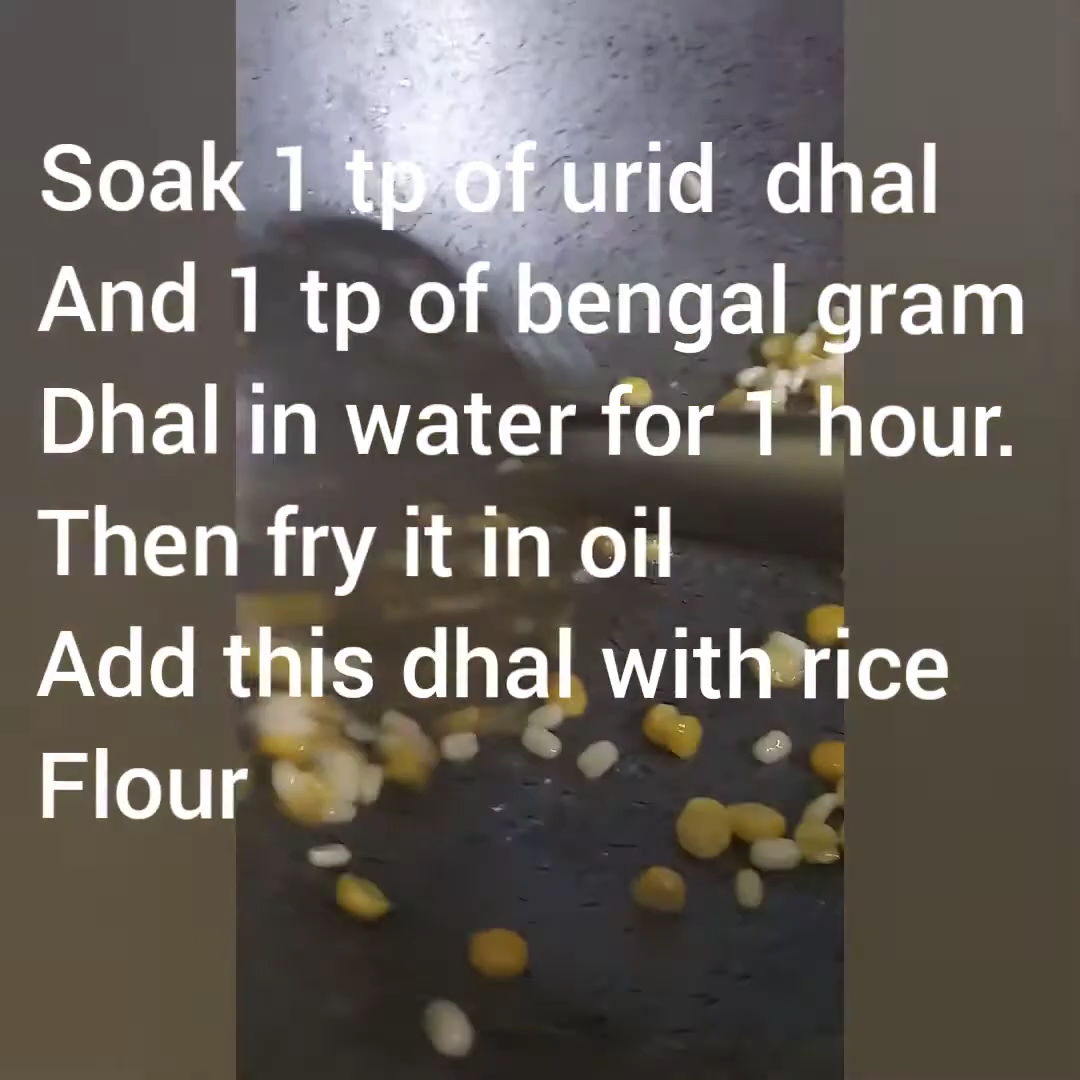 Soak 1 tp of urid dhal
And 1 tp of bengal gram
Dhal in water for 1 hour.
Then fry it in oil
Add this dhal with rice
Flour